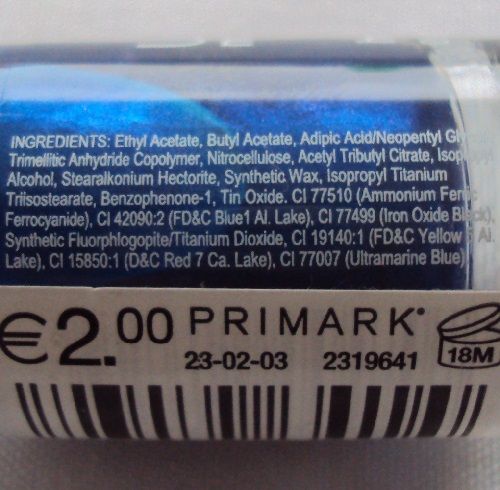 INGREDIENTS: Ethyl Acetate, Butyl Acetate, Adipic Acid/Neopentyl
Trimellitic Anhydride Copolymer, Nitrocellulose, Acetyl Tributyl Citrate,
Alcohol, Stearalkonium Hectorite, Synthetic Wax, Isopropyl Titanium
Triisostearate, Benzophenone-1, Tin Oxide. CI 77510 (Ammonium
Ferrocyanide), CI 42090:2 (FD&C Blue1 Al. Lake), CI 77499 (Iron Oxide Black),
Synthetic Fluorphlogopite/Titanium Dioxide, CI 19140:1 (FD&C Yellow 5 Al.
Lake), CI 15850:1 (D&C Red 7 Ca. Lake), CI 77007 (Ultramarine Blue)
€2.00 PRIMARK®
23-02-03 2319641 18M